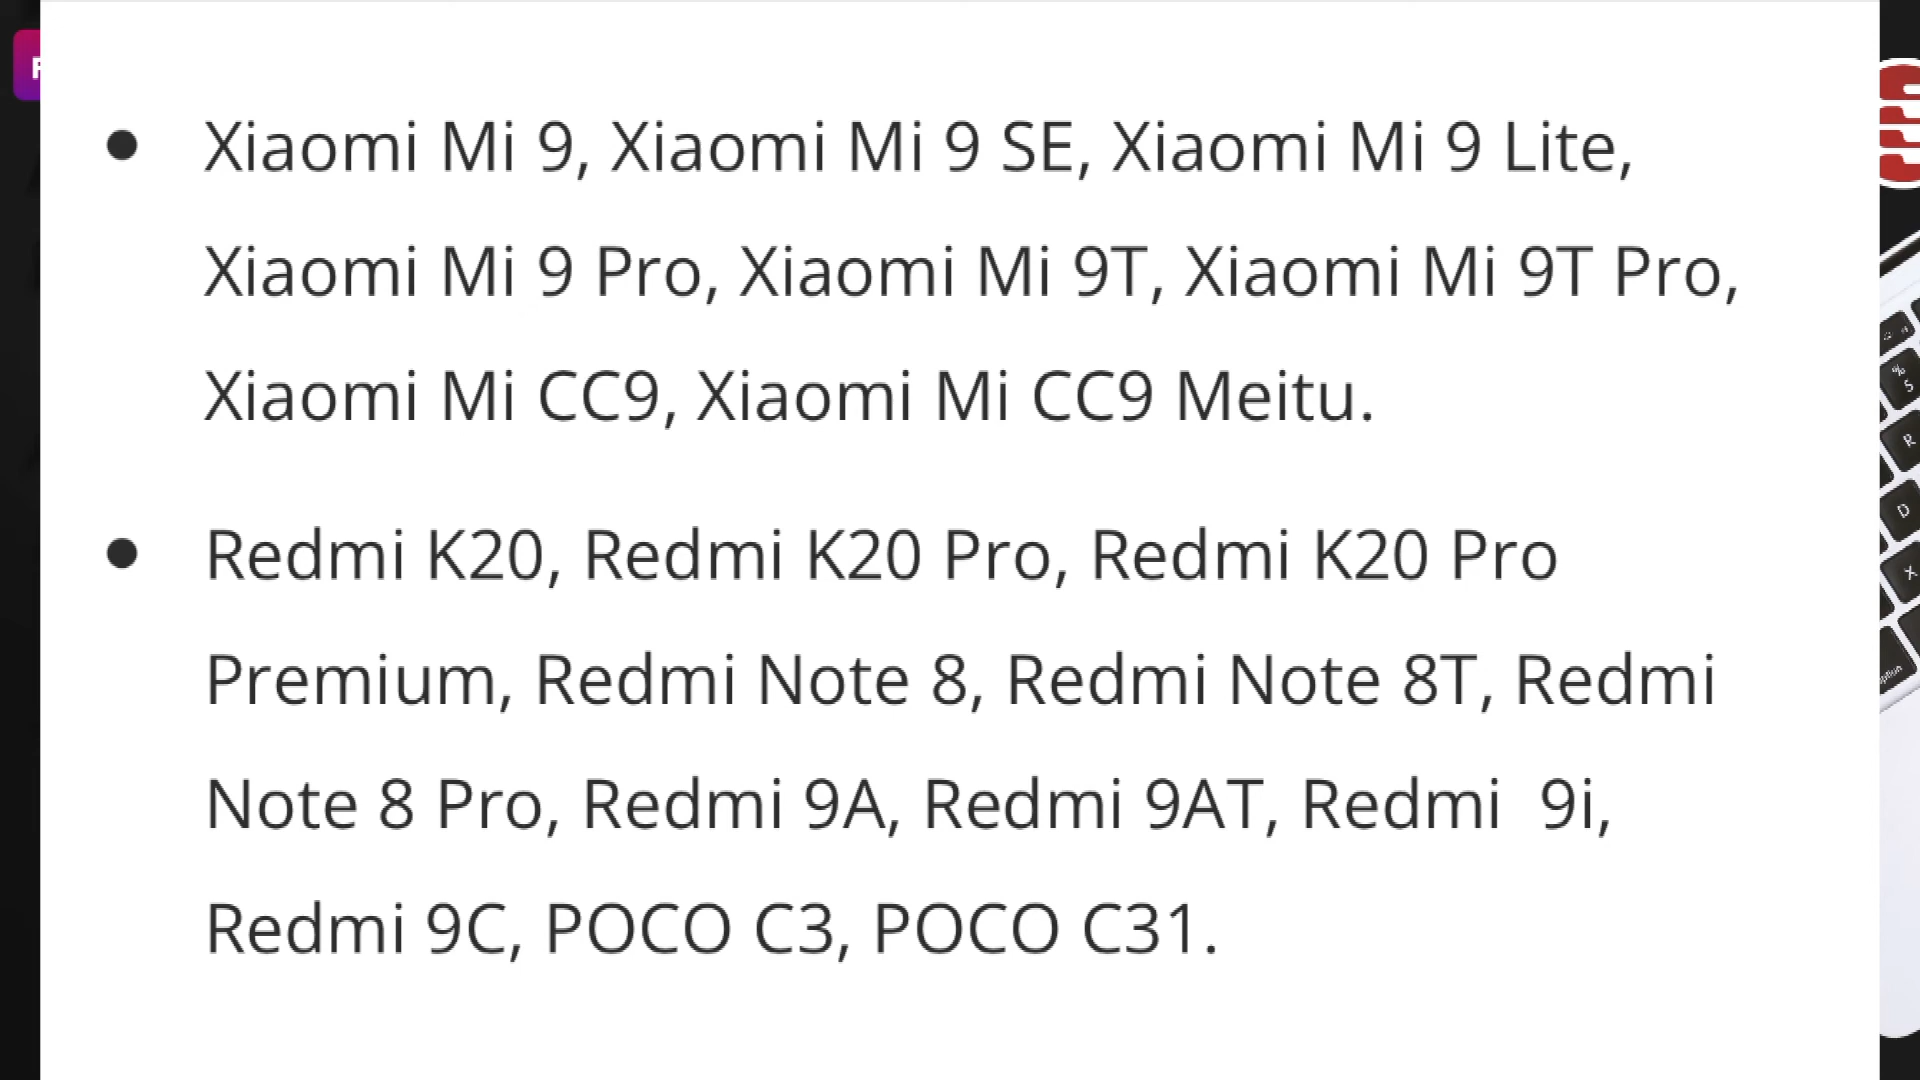 F
• Xiaomi Mi 9, Xiaomi Mi 9 SE, Xiaomi Mi 9 Lite,
Xiaomi Mi 9 Pro, Xiaomi Mi 9T, Xiaomi Mi 9T Pro,
Xiaomi Mi CC9, Xiaomi Mi CC9 Meitu.
• Redmi K20, Redmi K20 Pro, Redmi K20 Pro
Premium, Redmi Note 8, Redmi Note 8T, Redmi
Note 8 Pro, Redmi 9A, Redmi 9AT, Redmi  9i,
Redmi 9C, POCO C3, POCO C31.
S
%
5
R
D
X